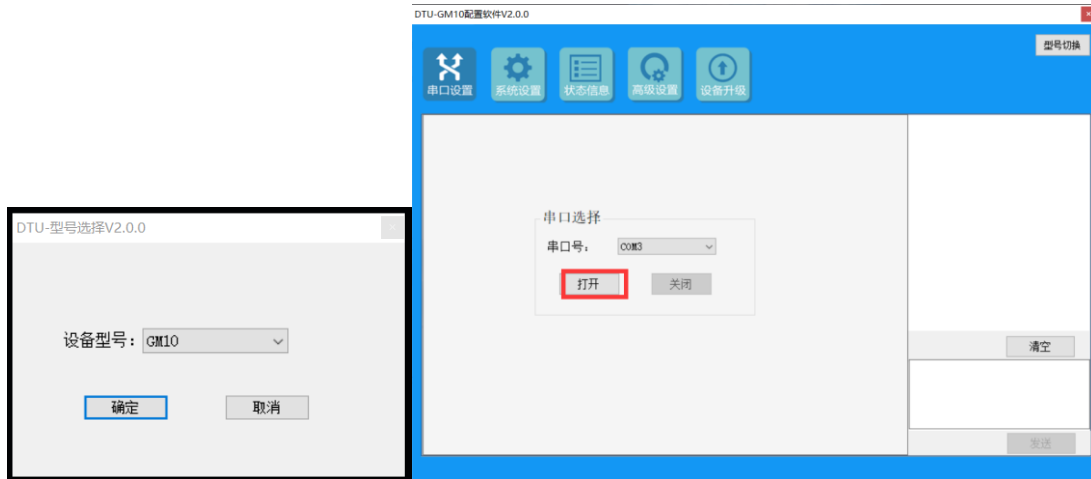 DTU-型号选择V2.0.0
设备型号：
GM10
确定
取消
DTU-GM10配置软件V2.0.0
型号切换
串口设置
系统设置
状态信息
高级设置
设备升级
串口选择
串口号：
COM3
打开
关闭
清空
发送